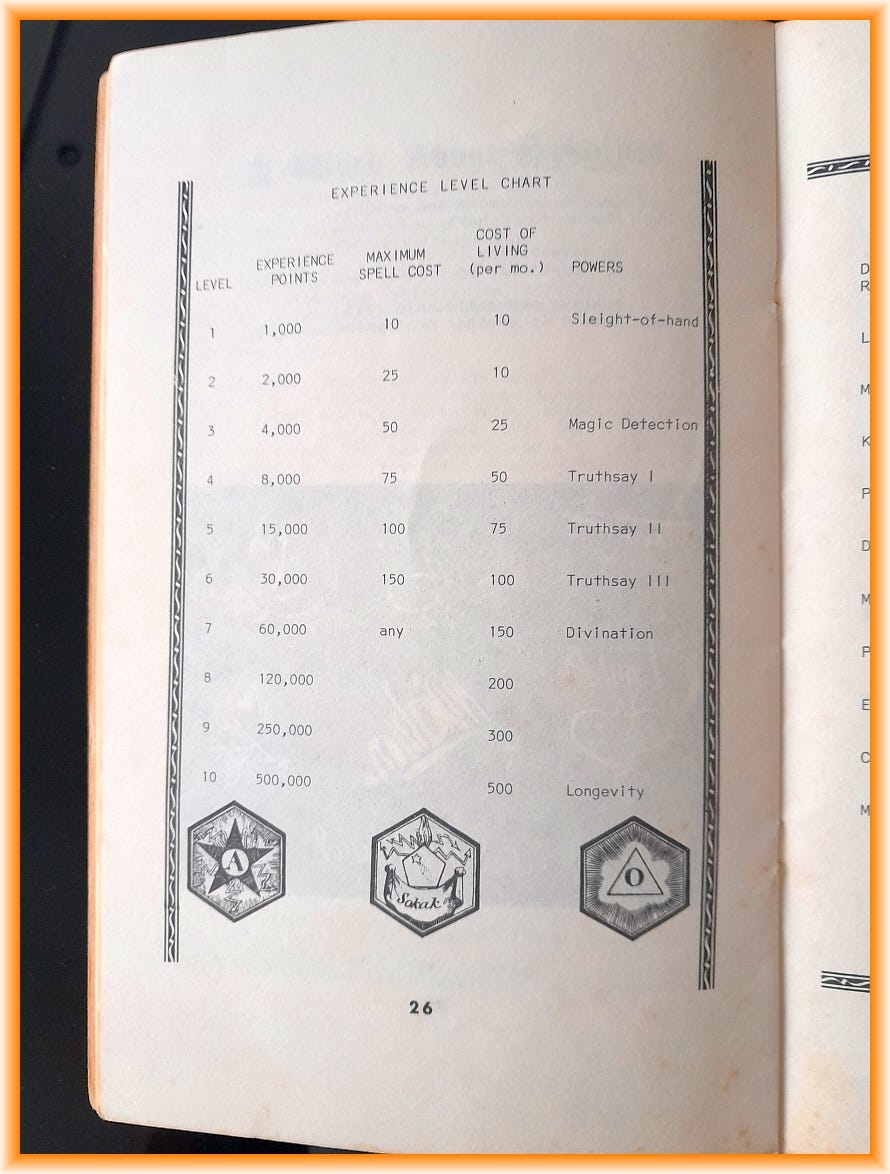 EXPERIENCE LEVEL CHART
LEVEL EXPERIENCE POINTS MAXIMUM SPELL COST COST OF LIVING (per mo.) POWERS
1 1,000 10 10 Sleight-of-hand
2 2,000 25 10
3 4,000 50 25 Magic Detection
4 8,000 75 50 Truthsay I
5 15,000 100 75 Truthsay II
6 30,000 150 100 Truthsay III
7 60,000 any 150 Divination
8 120,000 200
9 250,000 300
10 500,000 500 Longevity
A Sokak O
26
D
R
L
M
K
P
D
M
P
E
C
M